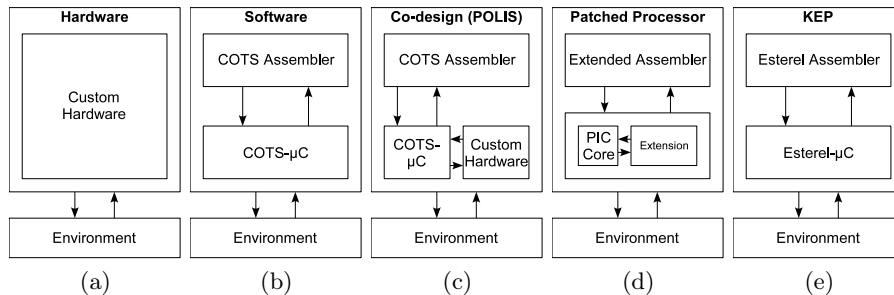 Hardware
Custom
Hardware
Environment
(a)
Software
COTS Assembler
COTS-µC
Environment
(b)
Co-design (POLIS)
COTS Assembler
COTS-
µC
Custom
Hardware
Environment
(c)
Patched Processor
Extended Assembler
PIC
Core
Extension
Environment
(d)
KEP
Esterel Assembler
Esterel-µC
Environment
(e)